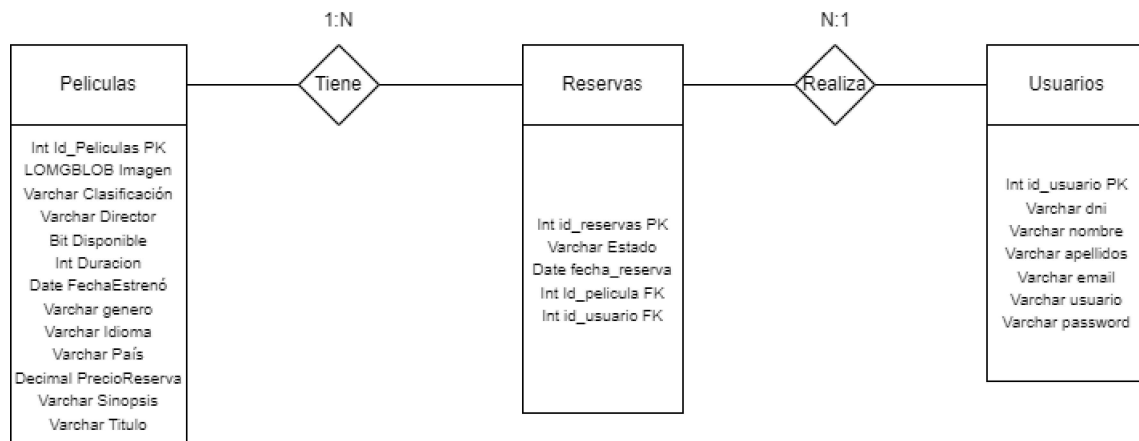 1:N
N:1
Peliculas
Tiene
Reservas
Realiza
Usuarios
Int Id_Peliculas PK
LOMGBLOB Imagen
Varchar Clasificación
Varchar Director
Bit Disponible
Int Duracion
Date FechaEstrenó
Varchar genero
Varchar Idioma
Varchar País
Decimal PrecioReserva
Varchar Sinopsis
Varchar Titulo
Int id_reservas PK
Varchar Estado
Date fecha_reserva
Int Id_pelicula FK
Int id_usuario FK
Int id_usuario PK
Varchar dni
Varchar nombre
Varchar apellidos
Varchar email
Varchar usuario
Varchar password